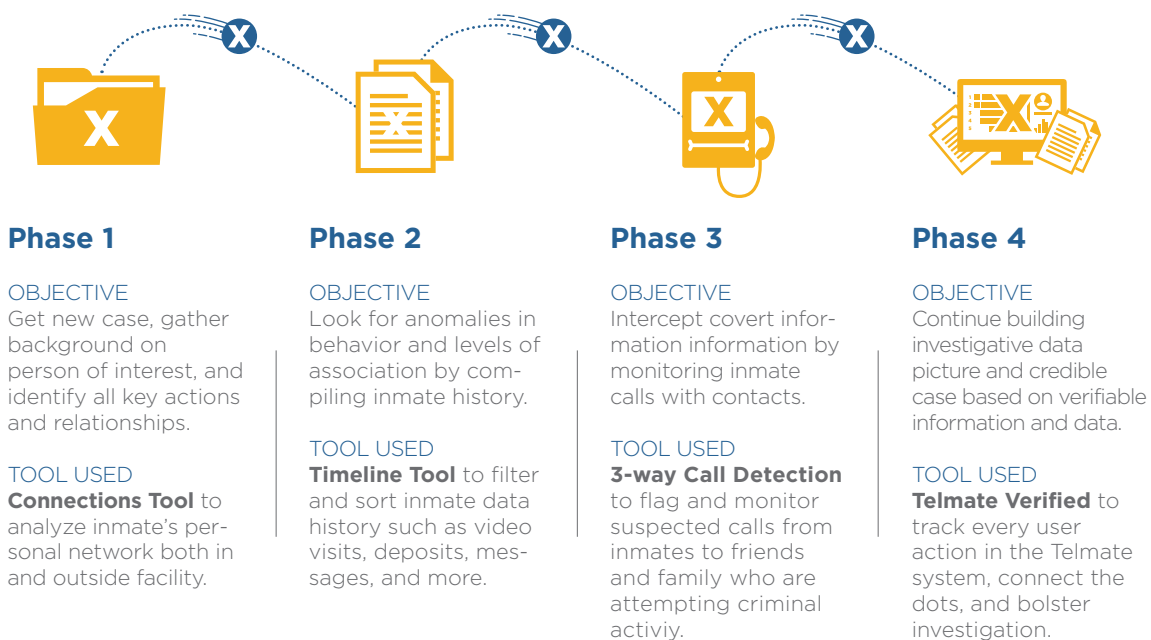 X
X
X
X
X
X
X
Phase 1
OBJECTIVE
Get new case, gather
background on
person of interest, and
identify all key actions
and relationships.
TOOL USED
Connections Tool to
analyze inmate's per-
sonal network both in
and outside facility.
Phase 2
OBJECTIVE
Look for anomalies in
behavior and levels of
association by com-
piling inmate history.
TOOL USED
Timeline Tool to filter
and sort inmate data
history such as video
visits, deposits, mes-
sages, and more.
Phase 3
OBJECTIVE
Intercept covert infor-
mation information by
monitoring inmate
calls with contacts.
TOOL USED
3-way Call Detection
to flag and monitor
suspected calls from
inmates to friends
and family who are
attempting criminal
activiy.
Phase 4
OBJECTIVE
Continue building
investigative data
picture and credible
case based on verifiable
information and data.
TOOL USED
Telmate Verified to
track every user
action in the Telmate
system, connect the
dots, and bolster
investigation.